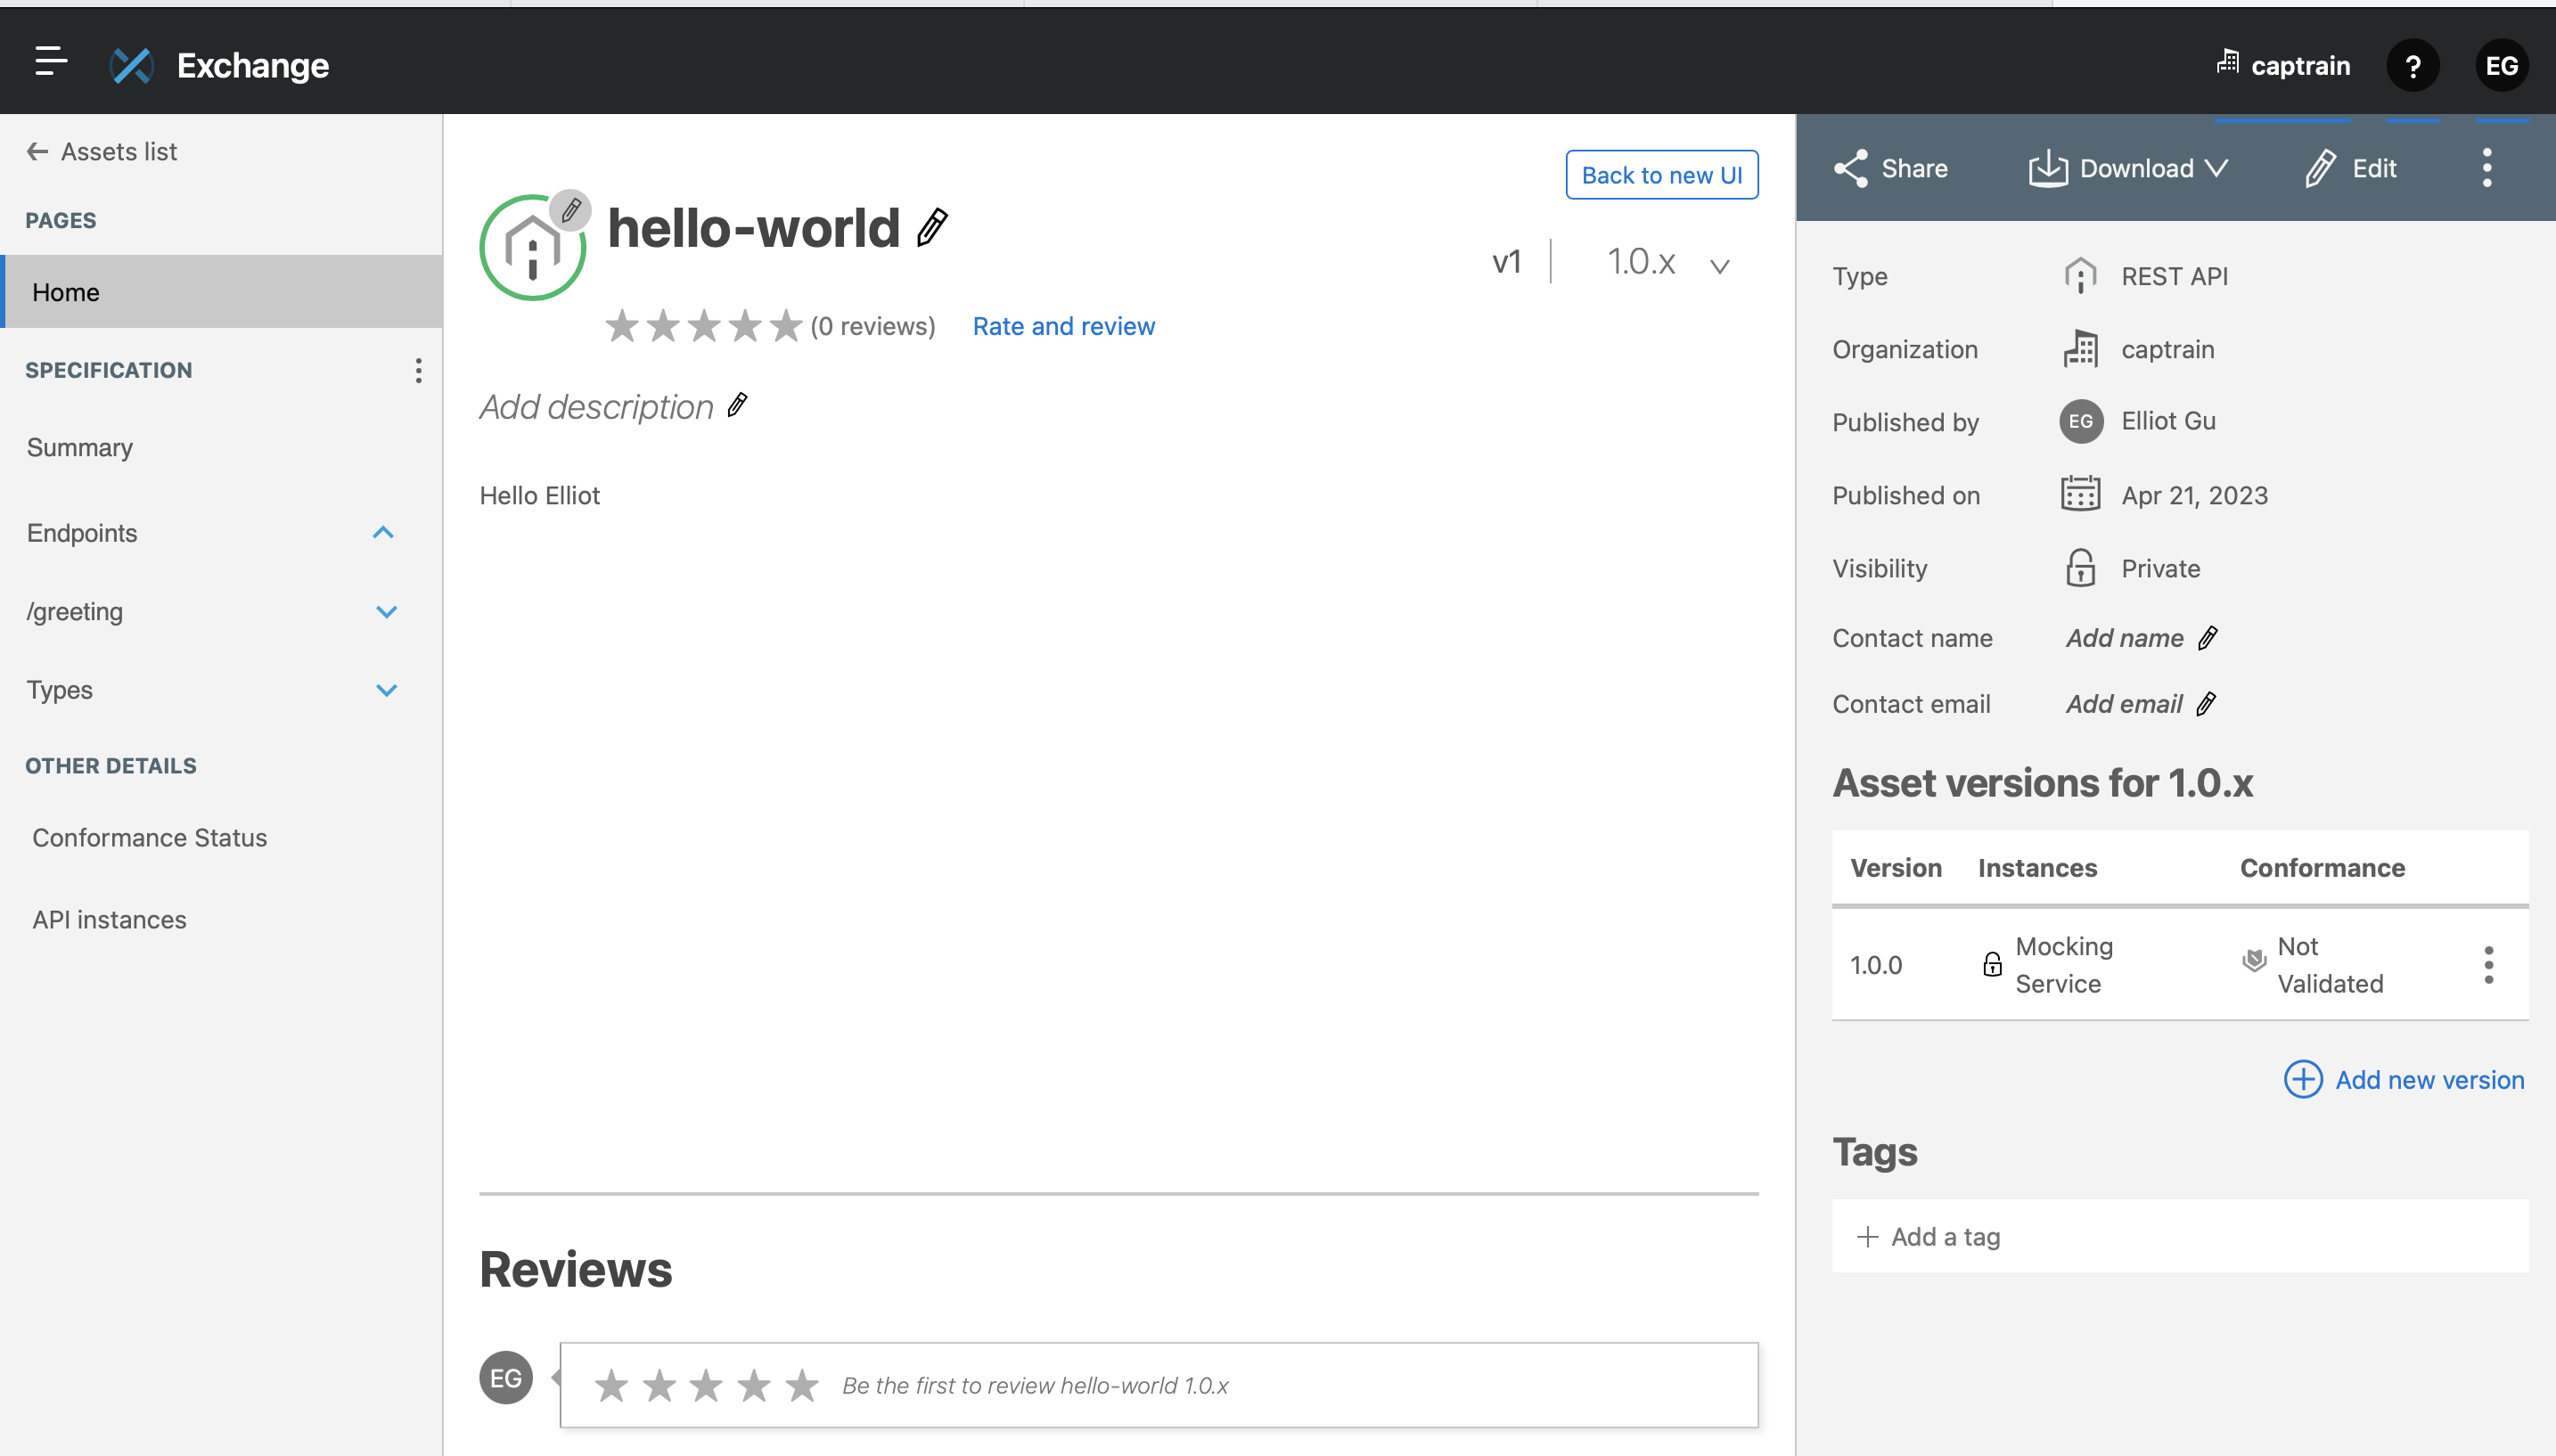 Exchange
captrain
?
EG
Assets list
PAGES
Home
SPECIFICATION
Summary
Endpoints
/greeting
Types
OTHER DETAILS
Conformance Status
API instances
Back to new UI
hello-world
v1
1.0.x
(0 reviews)
Rate and review
Add description
Hello Elliot
Reviews
EG
Be the first to review hello-world 1.0.x
Share
Download
Edit
Type
REST API
Organization
captrain
Published by
EG
Elliot Gu
Published on
Apr 21, 2023
Visibility
Private
Contact name
Add name
Contact email
Add email
Asset versions for 1.0.x
Version
Instances
Conformance
1.0.0
Mocking
Service
Not
Validated
Add new version
Tags
Add a tag